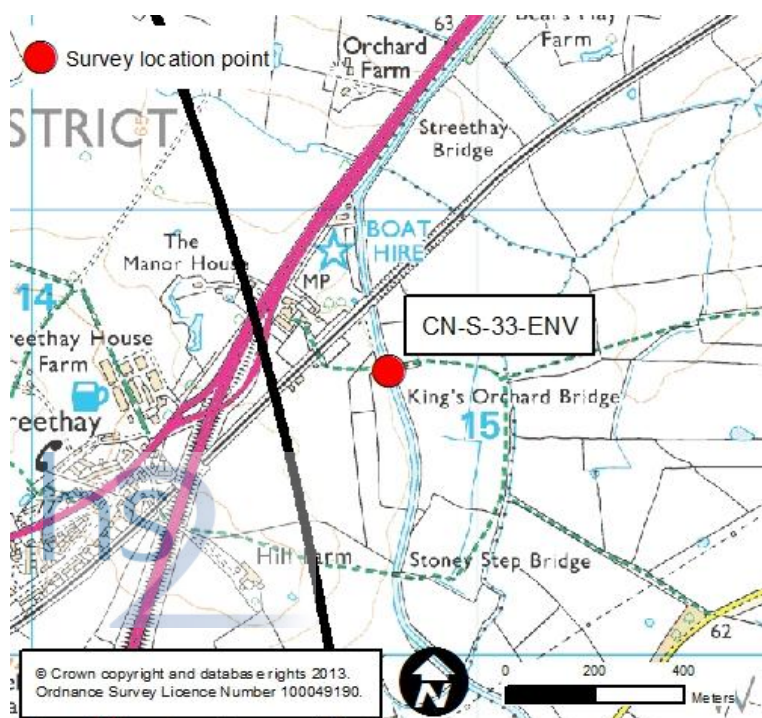 Survey location point
63
Farm
Orchard
Farm
STRICT
65
Streethay
Bridge
The
Manor House
BOAT
HIRE
MP
14
CN-S-33-ENV
reethay House
Farm
King's Orchard Bridge
15
reethay
hs2
Hill Farm
Stoney Step Bridge
62
© Crown copyright and database rights 2013.
Ordnance Survey Licence Number 100049190.
N
0 200 400
Meters